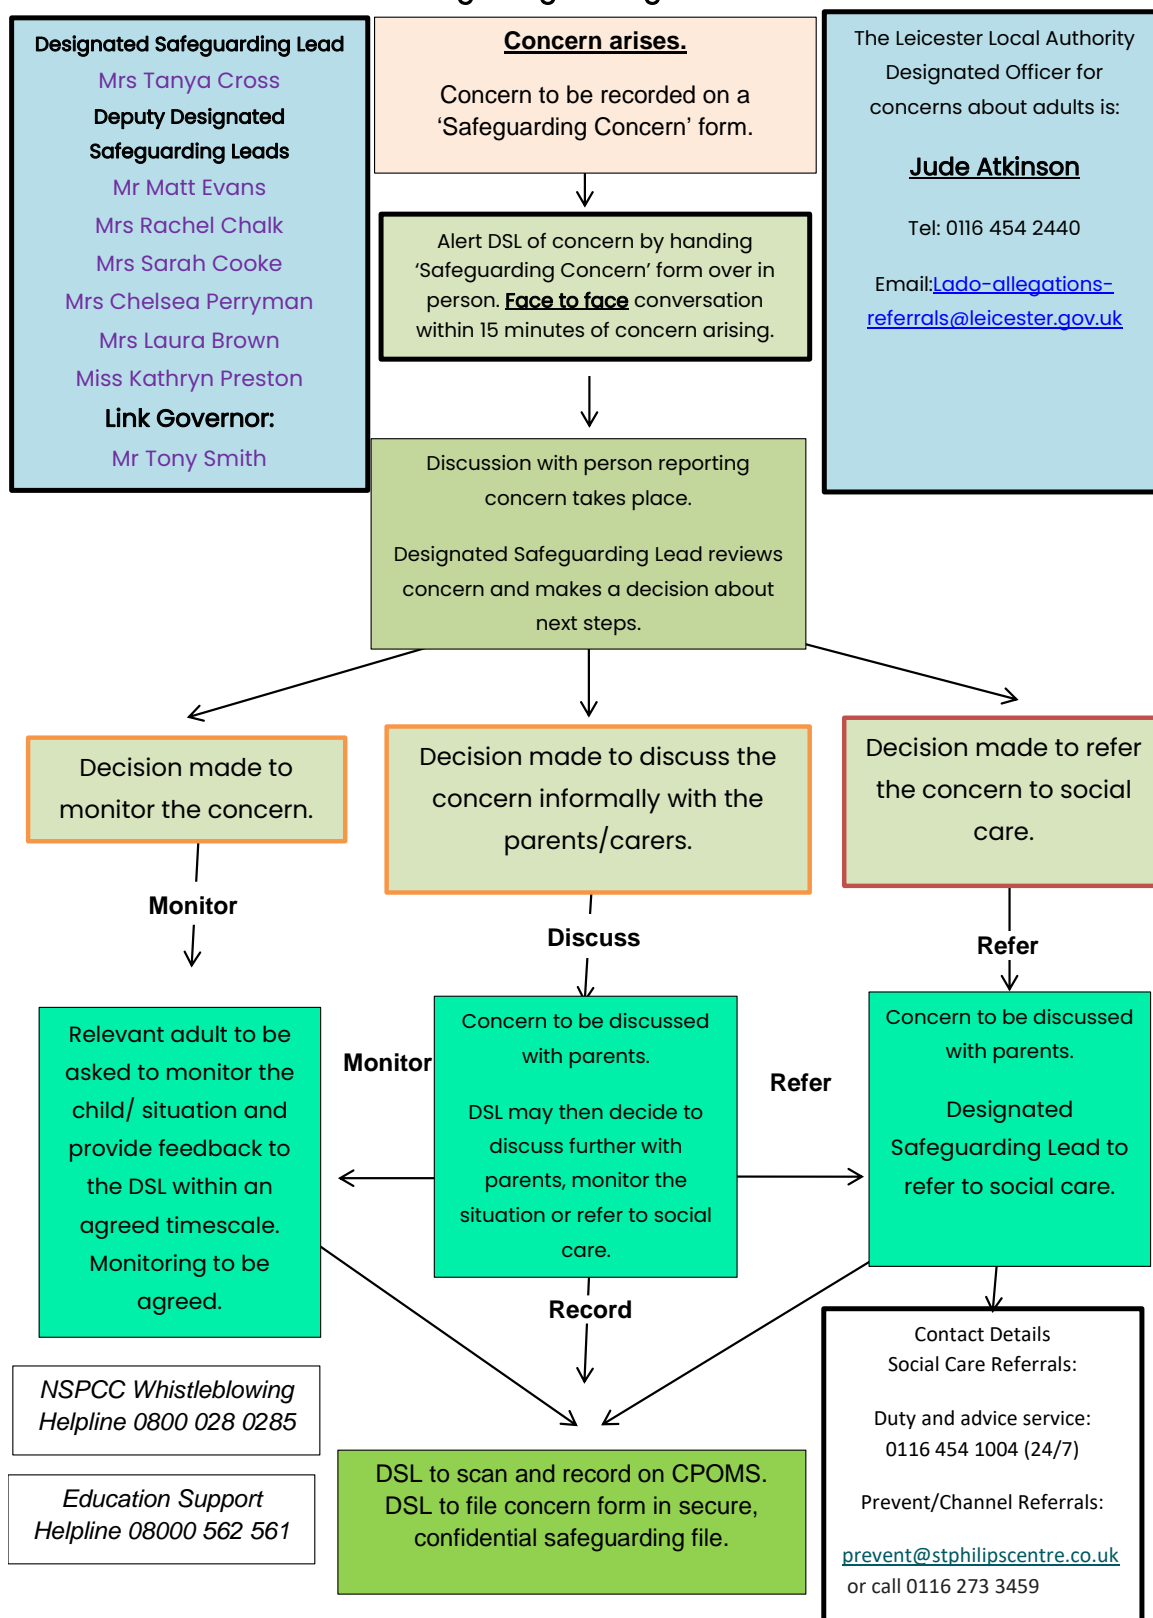 Designated Safeguarding Lead
Mrs Tanya Cross
Deputy Designated
Safeguarding Leads
Mr Matt Evans
Mrs Rachel Chalk
Mrs Sarah Cooke
Mrs Chelsea Perryman
Mrs Laura Brown
Miss Kathryn Preston
Link Governor:
Mr Tony Smith
Concern arises.
Concern to be recorded on a
‘Safeguarding Concern’ form.
The Leicester Local Authority
Designated Officer for
concerns about adults is:
Jude Atkinson
Tel: 0116 454 2440
Email:Lado-allegations-
referrals@leicester.gov.uk
Alert DSL of concern by handing
‘Safeguarding Concern’ form over in
person. Face to face conversation
within 15 minutes of concern arising.
Discussion with person reporting
concern takes place.
Designated Safeguarding Lead reviews
concern and makes a decision about
next steps.
Decision made to
monitor the concern.
Decision made to discuss the
concern informally with the
parents/carers.
Decision made to refer
the concern to social
care.
Monitor
Discuss
Refer
Relevant adult to be
asked to monitor the
child/ situation and
provide feedback to
the DSL within an
agreed timescale.
Monitoring to be
agreed.
Monitor
Concern to be discussed
with parents.
DSL may then decide to
discuss further with
parents, monitor the
situation or refer to social
care.
Refer
Concern to be discussed
with parents.
Designated
Safeguarding Lead to
refer to social care.
Record
NSPCC Whistleblowing
Helpline 0800 028 0285
Education Support
Helpline 08000 562 561
DSL to scan and record on CPOMS.
DSL to file concern form in secure,
confidential safeguarding file.
Contact Details
Social Care Referrals:
Duty and advice service:
0116 454 1004 (24/7)
Prevent/Channel Referrals:
prevent@stphilipscentre.co.uk
or call 0116 273 3459